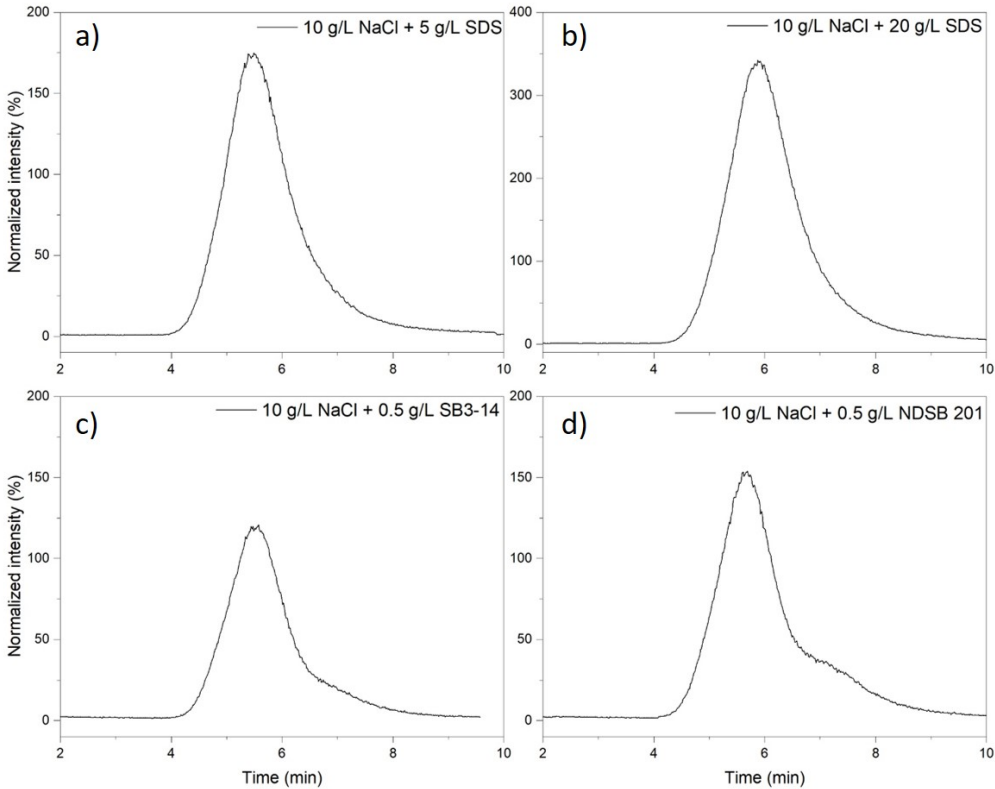 a)
10 g/L NaCl + 5 g/L SDS
200
150
100
50
0
Normalized intensity (%)
2 4 6 8 10
b)
10 g/L NaCl + 20 g/L SDS
400
300
200
100
0
2 4 6 8 10
c)
10 g/L NaCl + 0.5 g/L SB3-14
200
150
100
50
0
Normalized intensity (%)
2 4 6 8 10
Time (min)
d)
10 g/L NaCl + 0.5 g/L NDSB 201
200
150
100
50
0
2 4 6 8 10
Time (min)